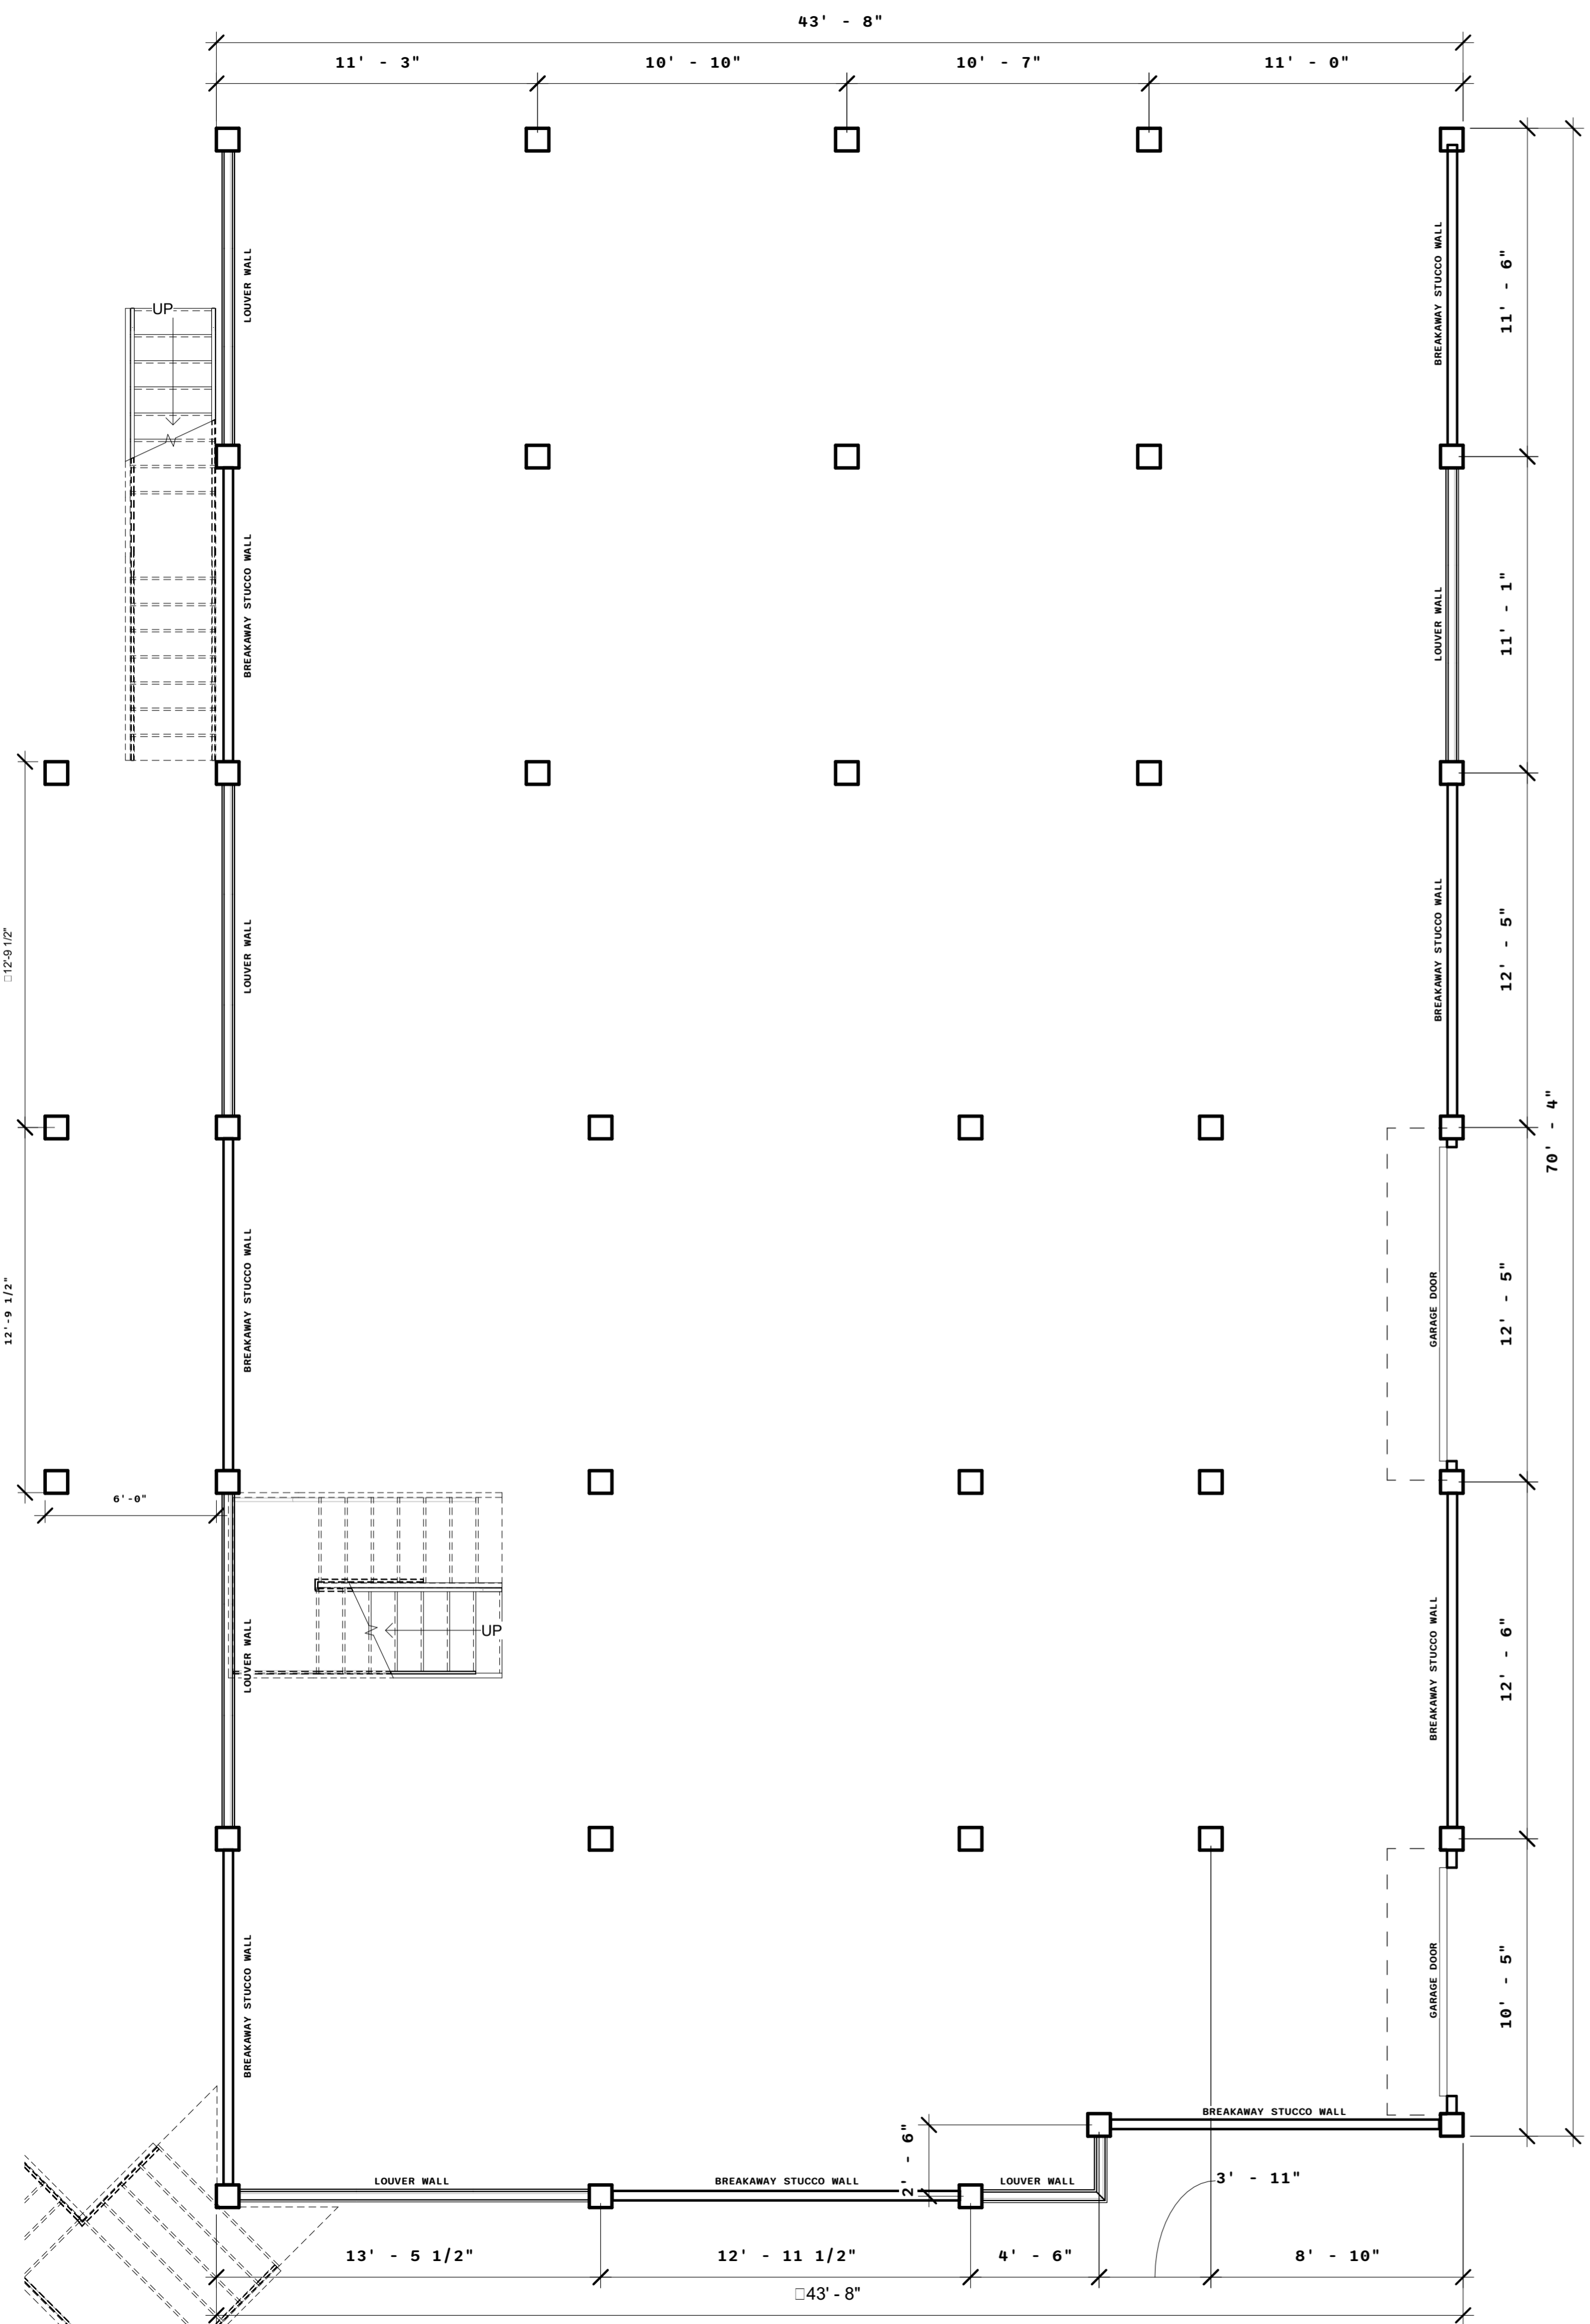 43' - 8"
11' - 3"
10' - 10"
10' - 7"
11' - 0"
LOUVER WALL
BREAKAWAY STUCCO WALL
11' - 6"
UP
BREAKAWAY STUCCO WALL
LOUVER WALL
11' - 1"
□12'-9 1/2"
LOUVER WALL
BREAKAWAY STUCCO WALL
12' - 5"
70' - 4"
12'-9 1/2"
BREAKAWAY STUCCO WALL
GARAGE DOOR
12' - 5"
6'-0"
LOUVER WALL
UP
BREAKAWAY STUCCO WALL
12' - 6"
BREAKAWAY STUCCO WALL
GARAGE DOOR
10' - 5"
BREAKAWAY STUCCO WALL
2' - 6"
LOUVER WALL
BREAKAWAY STUCCO WALL
LOUVER WALL
3' - 11"
13' - 5 1/2"
12' - 11 1/2"
4' - 6"
8' - 10"
□43' - 8"